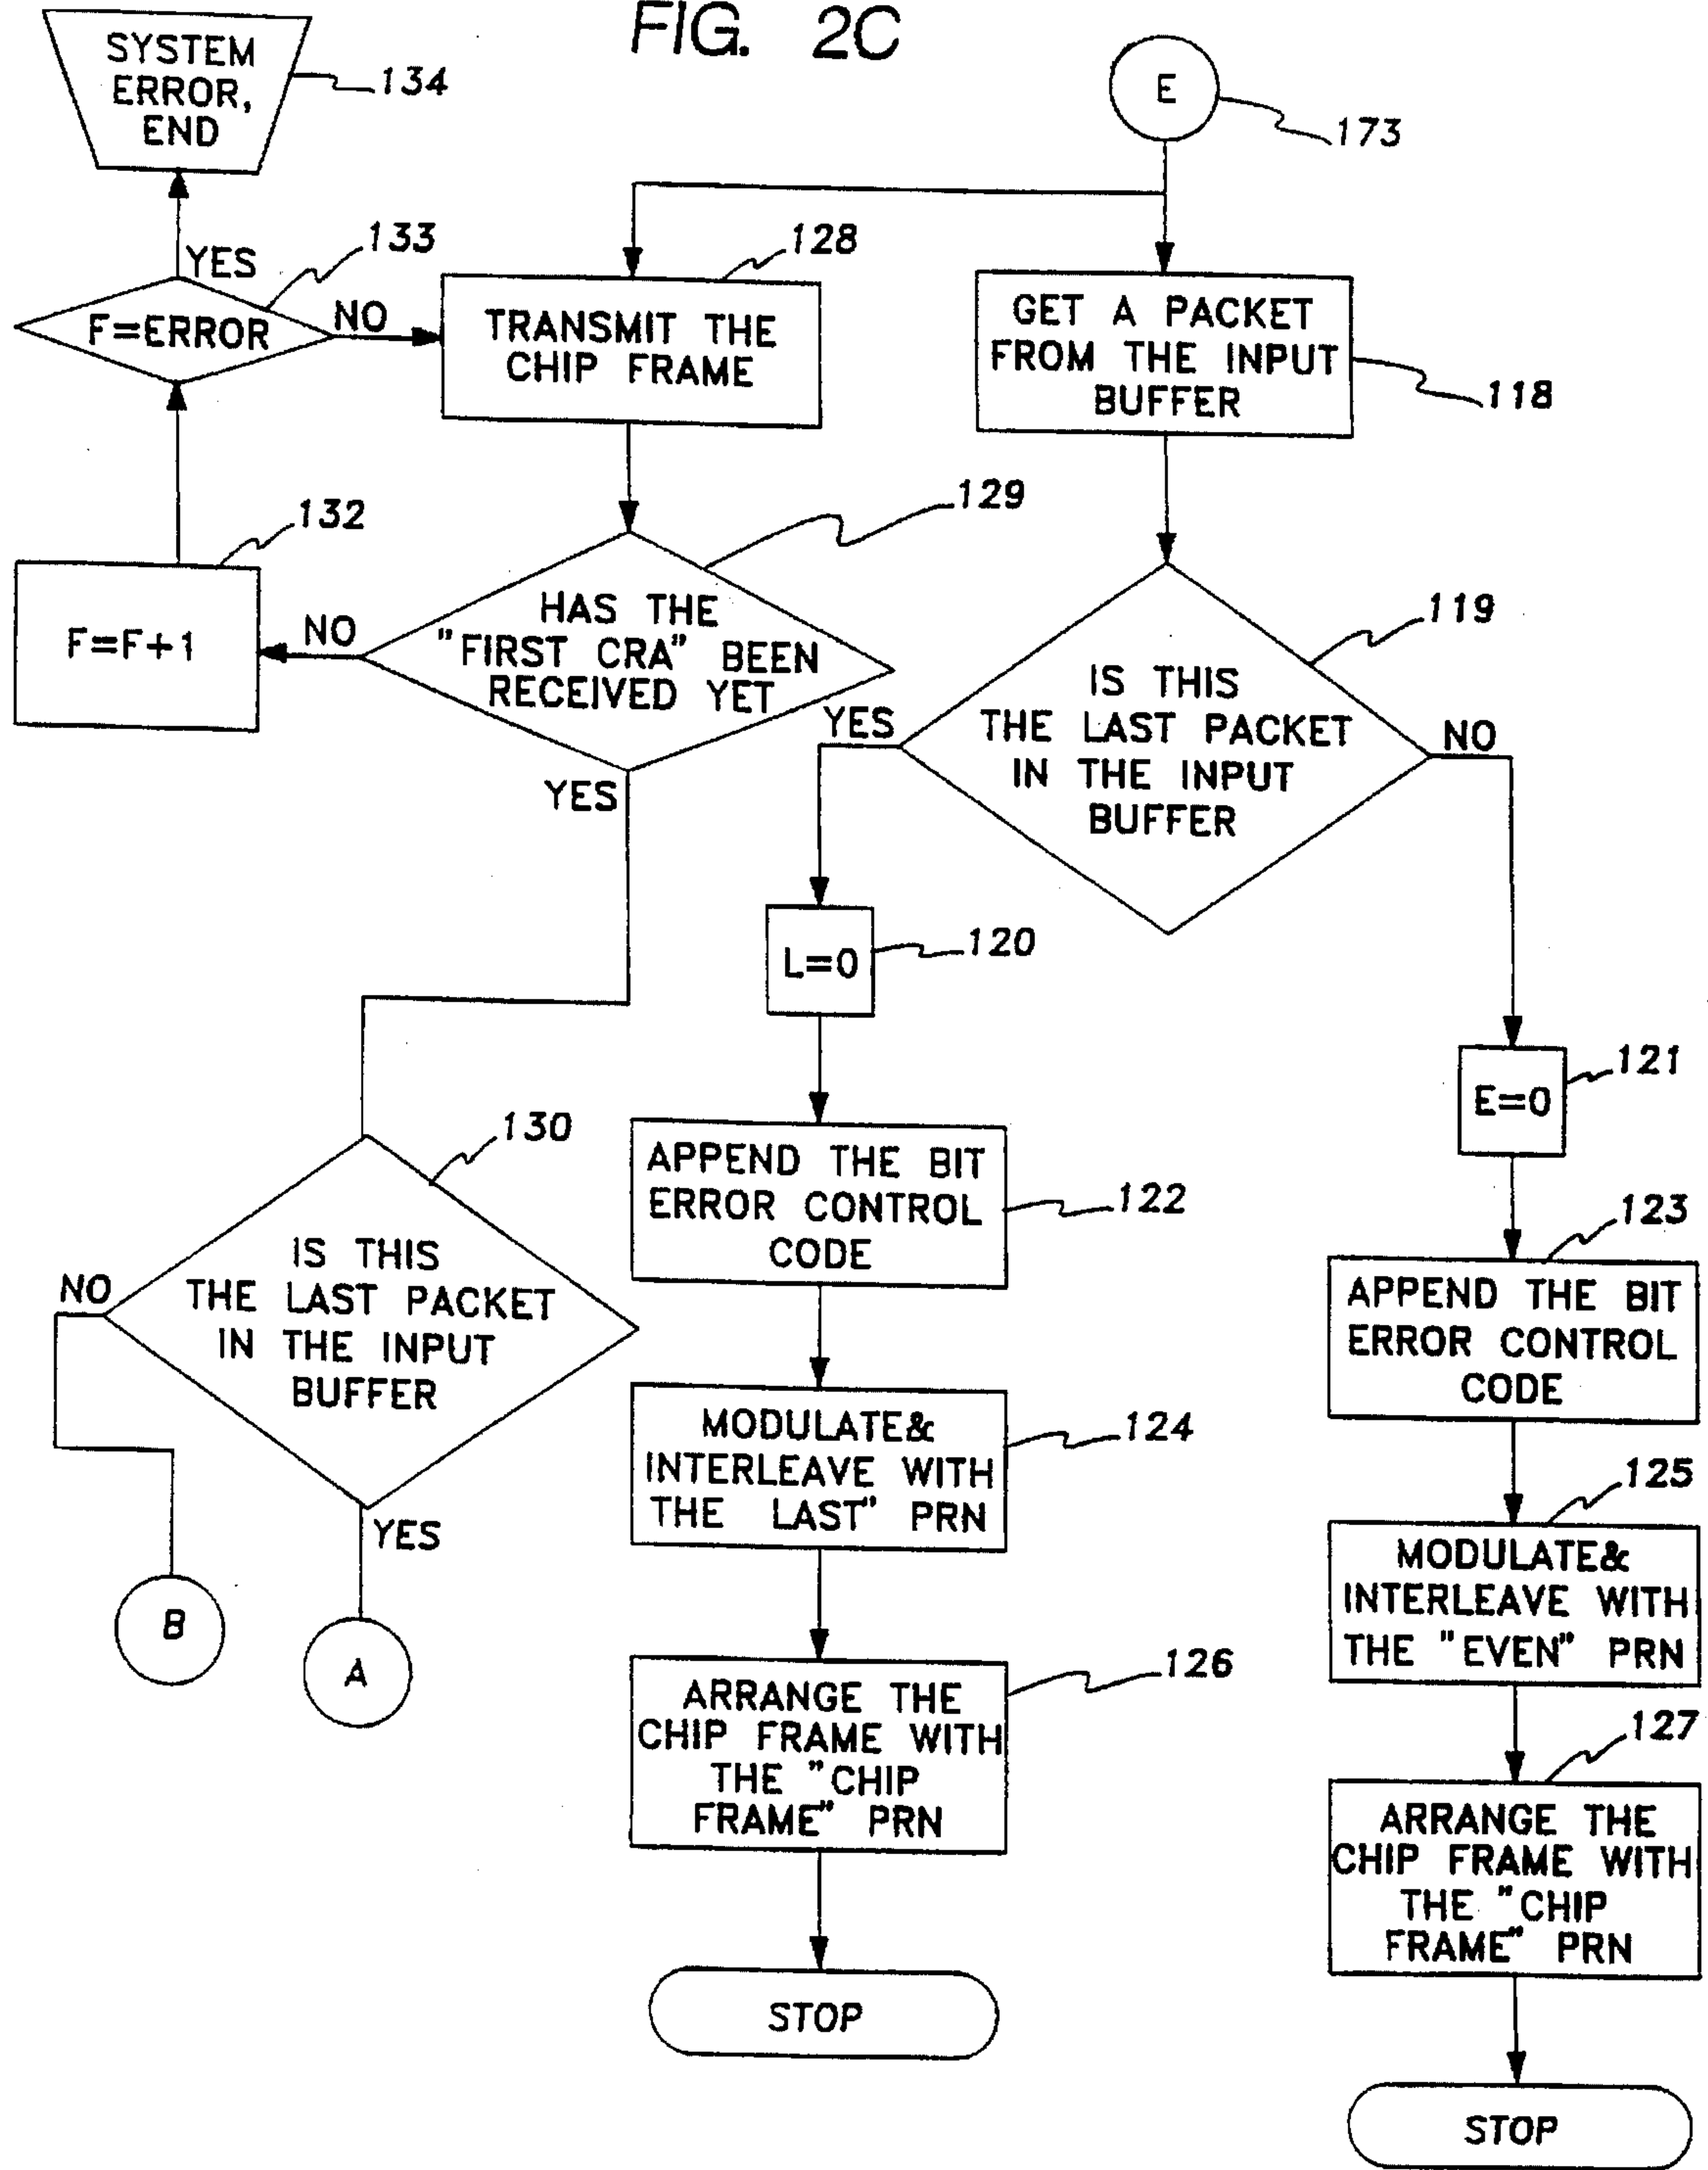 FIG. 2C
SYSTEM
ERROR,
END
134
E
173
YES
133
F=ERROR
NO
128
TRANSMIT THE
CHIP FRAME
GET A PACKET
FROM THE INPUT
BUFFER
118
132
F=F+1
NO
129
HAS THE
"FIRST CRA" BEEN
RECEIVED YET
YES
119
IS THIS
THE LAST PACKET
IN THE INPUT
BUFFER
YES
NO
L=0
120
E=0
121
130
IS THIS
THE LAST PACKET
IN THE INPUT
BUFFER
NO
YES
B
A
APPEND THE BIT
ERROR CONTROL
CODE
122
123
APPEND THE BIT
ERROR CONTROL
CODE
MODULATE&
INTERLEAVE WITH
THE LAST" PRN
124
125
MODULATE&
INTERLEAVE WITH
THE "EVEN" PRN
ARRANGE THE
CHIP FRAME WITH
THE "CHIP
FRAME" PRN
126
127
ARRANGE THE
CHIP FRAME WITH
THE "CHIP
FRAME" PRN
STOP
STOP